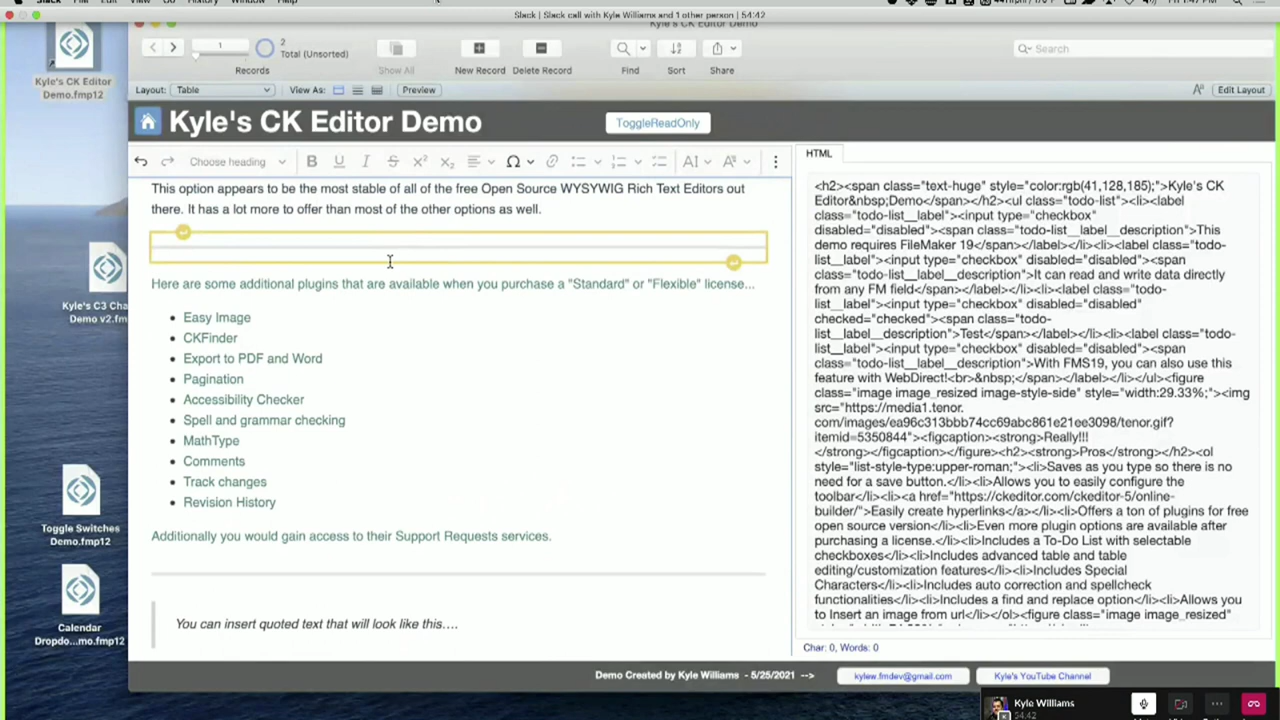 Slack File Edit View Go History Window Help
Slack | Slack call with Kyle Williams and 1 other person | 54:42
Kyle's CK Editor Demo
1
2
Total (Unsorted)
Search
Records
Show All
New Record
Delete Record
Find
Sort
Share
Layout:
Table
View As:
Preview
Edit Layout
Kyle's CK Editor Demo
ToggleReadOnly
Choose heading
This option appears to be the most stable of all of the free Open Source WYSYWIG Rich Text Editors out
there. It has a lot more to offer than most of the other options as well.
Here are some additional plugins that are available when you purchase a "Standard" or "Flexible" license...
• Easy Image
• CKFinder
• Export to PDF and Word
• Pagination
• Accessibility Checker
• Spell and grammar checking
• MathType
• Comments
• Track changes
• Revision History
Additionally you would gain access to their Support Requests services.
You can insert quoted text that will look like this....
HTML
<h2><span class="text-huge" style="color:rgb(41,128,185);">Kyle's CK
Editor&nbsp;Demo</span></h2><ul class="todo-list"><li><label
class="todo-list__label"><input type="checkbox"
disabled="disabled"><span class="todo-list__label__description">This
demo requires FileMaker 19</span></label></li><li><label class="todo-
list__label"><input type="checkbox" disabled="disabled"><span
class="todo-list__label__description">It can read and write data directly
from any FM field</span></label></li><li><label class="todo-
list__label"><input type="checkbox" disabled="disabled"
checked="checked"><span class="todo-
list__label__description">Test</span></label></li><li><label class="todo-
list__label"><input type="checkbox" disabled="disabled"><span
class="todo-list__label__description">With FMS19, you can also use this
feature with WebDirect!<br>&nbsp;</span></label></li></ul><figure
class="image image_resized image-style-side" style="width:29.33%;"><img
src="https://media1.tenor.
com/images/ea96c313bbb74cc69abc861e21ee3098/tenor.gif?
itemid=5350844"><figcaption><strong>Really!!!
</strong></figcaption></figure><h2><strong>Pros</strong></h2><ol
style="list-style-type:upper-roman;"><li>Saves as you type so there is no
need for a save button.</li><li>Allows you to easily configure the
toolbar</li><li><a href="https://ckeditor.com/ckeditor-5/online-
builder/">Easily create hyperlinks</a></li><li>Offers a ton of plugins for free
open source version</li><li>Even more plugin options are available after
purchasing a license.</li><li>Includes a To-Do List with selectable
checkboxes</li><li>Includes advanced table and table
editing/customization features</li><li>Includes Special
Characters</li><li>Includes auto correction and spellcheck
functionalities</li><li>Includes a find and replace option</li><li>Allows you
to Insert an image from url</li></ol><figure class="image image_resized"
Char: 0, Words: 0
Demo Created by Kyle Williams - 5/25/2021 -->
kylew.fmdev@gmail.com
Kyle's YouTube Channel
Kyle Williams
54:42
Kyle's CK Editor
Demo.fmp12
Kyle's C3 Cha
Demo v2.fm
Toggle Switches
Demo.fmp12
Calendar
Dropdo...mo.fmp12